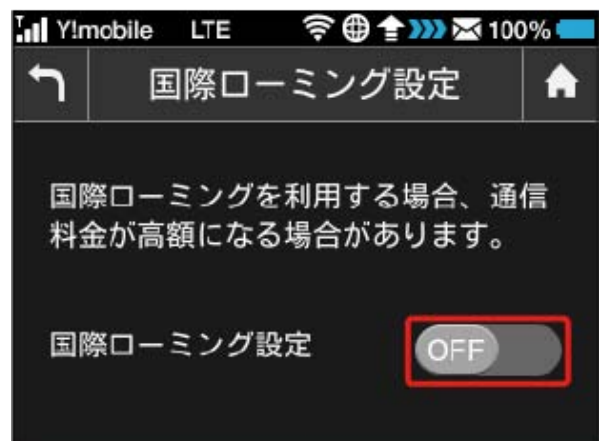 Y!mobile LTE 100%
国際ローミング設定
国際ローミングを利用する場合、通信
料金が高額になる場合があります。
国際ローミング設定 OFF